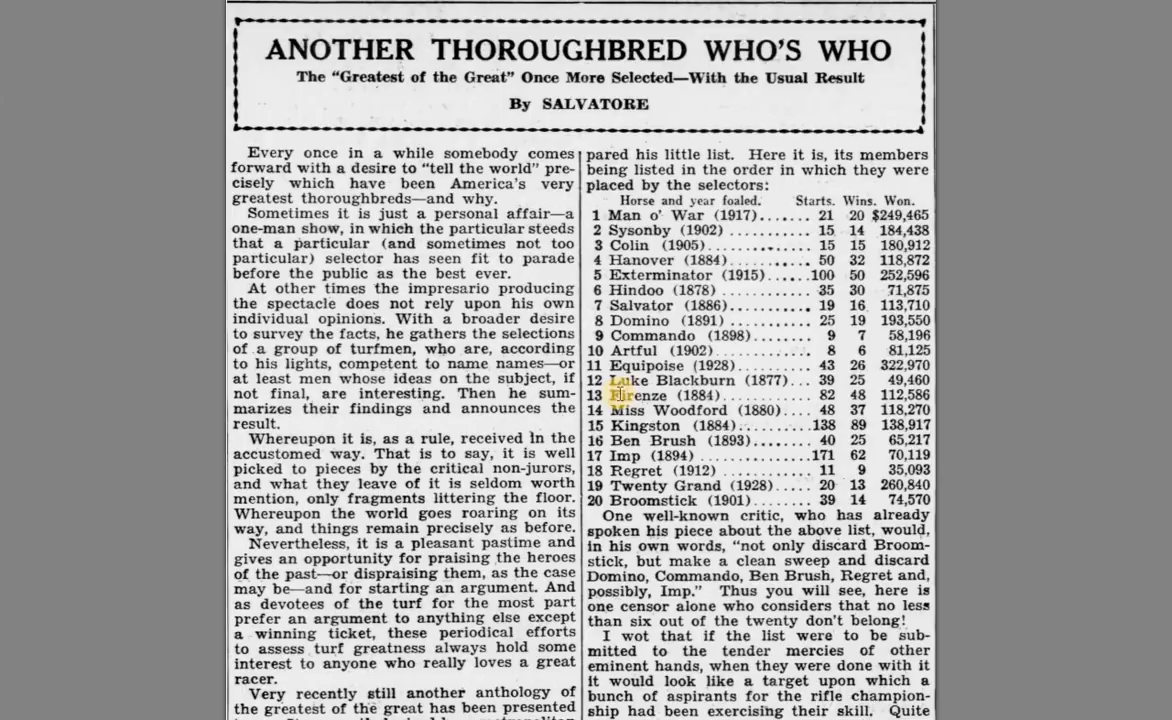 ANOTHER THOROUGHBRED WHO'S WHO
The "Greatest of the Great" Once More Selected—With the Usual Result
By SALVATORE
Every once in a while somebody comes
forward with a desire to "tell the world" pre-
cisely which have been America's very
greatest thoroughbreds—and why.
Sometimes it is just a personal affair—a
one-man show, in which the particular steeds
that a particular (and sometimes not too
particular) selector has seen fit to parade
before the public as the best ever.
At other times the impresario producing
the spectacle does not rely upon his own
individual opinions. With a broader desire
to survey the facts, he gathers the selections
of a group of turfmen, who are, according
to his lights, competent to name names—or
at least men whose ideas on the subject, if
not final, are interesting. Then he sum-
marizes their findings and announces the
result.
Whereupon it is, as a rule, received in the
accustomed way. That is to say, it is well
picked to pieces by the critical non-jurors,
and what they leave of it is seldom worth
mention, only fragments littering the floor.
Whereupon the world goes roaring on its
way, and things remain precisely as before.
Nevertheless, it is a pleasant pastime and
gives an opportunity for praising the heroes
of the past—or dispraising them, as the case
may be—and for starting an argument. And
as devotees of the turf for the most part
prefer an argument to anything else except
a winning ticket, these periodical efforts
to assess turf greatness always hold some
interest to anyone who really loves a great
racer.
Very recently still another anthology of
the greatest of the great has been presented
pared his little list. Here it is, its members
being listed in the order in which they were
placed by the selectors:
Horse and year foaled. Starts. Wins. Won.
1 Man o' War (1917)....... 21 20 $249,465
2 Sysonby (1902) ........... 15 14 184,438
3 Colin (1905).............. 15 15 180,912
4 Hanover (1884)........... 50 32 118,872
5 Exterminator (1915)......100 50 252,596
6 Hindoo (1878) ............ 35 30 71,875
7 Salvator (1886)........... 19 16 113,710
8 Domino (1891) ........... 25 19 193,550
9 Commando (1898)........ 9 7 58,196
10 Artful (1902)............. 8 6 81,125
11 Equipoise (1928)......... 43 26 322,970
12 Luke Blackburn (1877)... 39 25 49,460
13 Firenze (1884) ........... 82 48 112,586
14 Miss Woodford (1880).... 48 37 118,270
15 Kingston (1884)..........138 89 138,917
16 Ben Brush (1893)........ 40 25 65,217
17 Imp (1894) ...............171 62 70,119
18 Regret (1912) ............ 11 9 35,093
19 Twenty Grand (1928)..... 20 13 260,840
20 Broomstick (1901)........ 39 14 74,570
One well-known critic, who has already
spoken his piece about the above list, would,
in his own words, "not only discard Broom-
stick, but make a clean sweep and discard
Domino, Commando, Ben Brush, Regret and,
possibly, Imp." Thus you will see, here is
one censor alone who considers that no less
than six out of the twenty don't belong!
I wot that if the list were to be sub-
mitted to the tender mercies of other
eminent hands, when they were done with it
it would look like a target upon which a
bunch of aspirants for the rifle champion-
ship had been exercising their skill. Quite